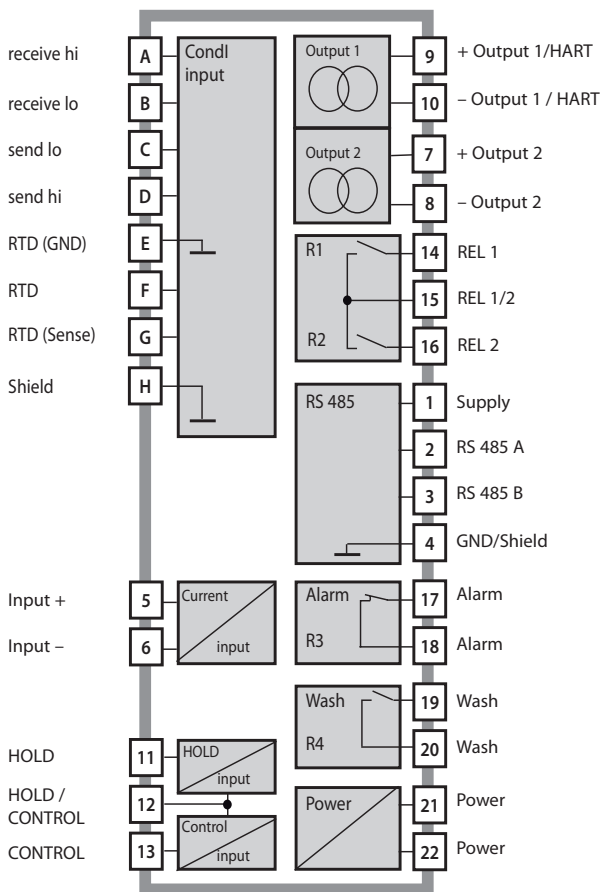 receive hi
A
CondI
input
receive lo
B
send lo
C
send hi
D
RTD (GND)
E
RTD
F
RTD (Sense)
G
Shield
H
Output 1
9
+ Output 1/HART
10
– Output 1 / HART
Output 2
7
+ Output 2
8
– Output 2
R1
14
REL 1
15
REL 1/2
R2
16
REL 2
RS 485
1
Supply
2
RS 485 A
3
RS 485 B
4
GND/Shield
Input +
5
Current
Input –
6
input
Alarm
17
Alarm
R3
18
Alarm
Wash
19
Wash
R4
20
Wash
HOLD
11
HOLD
input
HOLD /
CONTROL
12
CONTROL
13
Control
input
Power
21
Power
22
Power